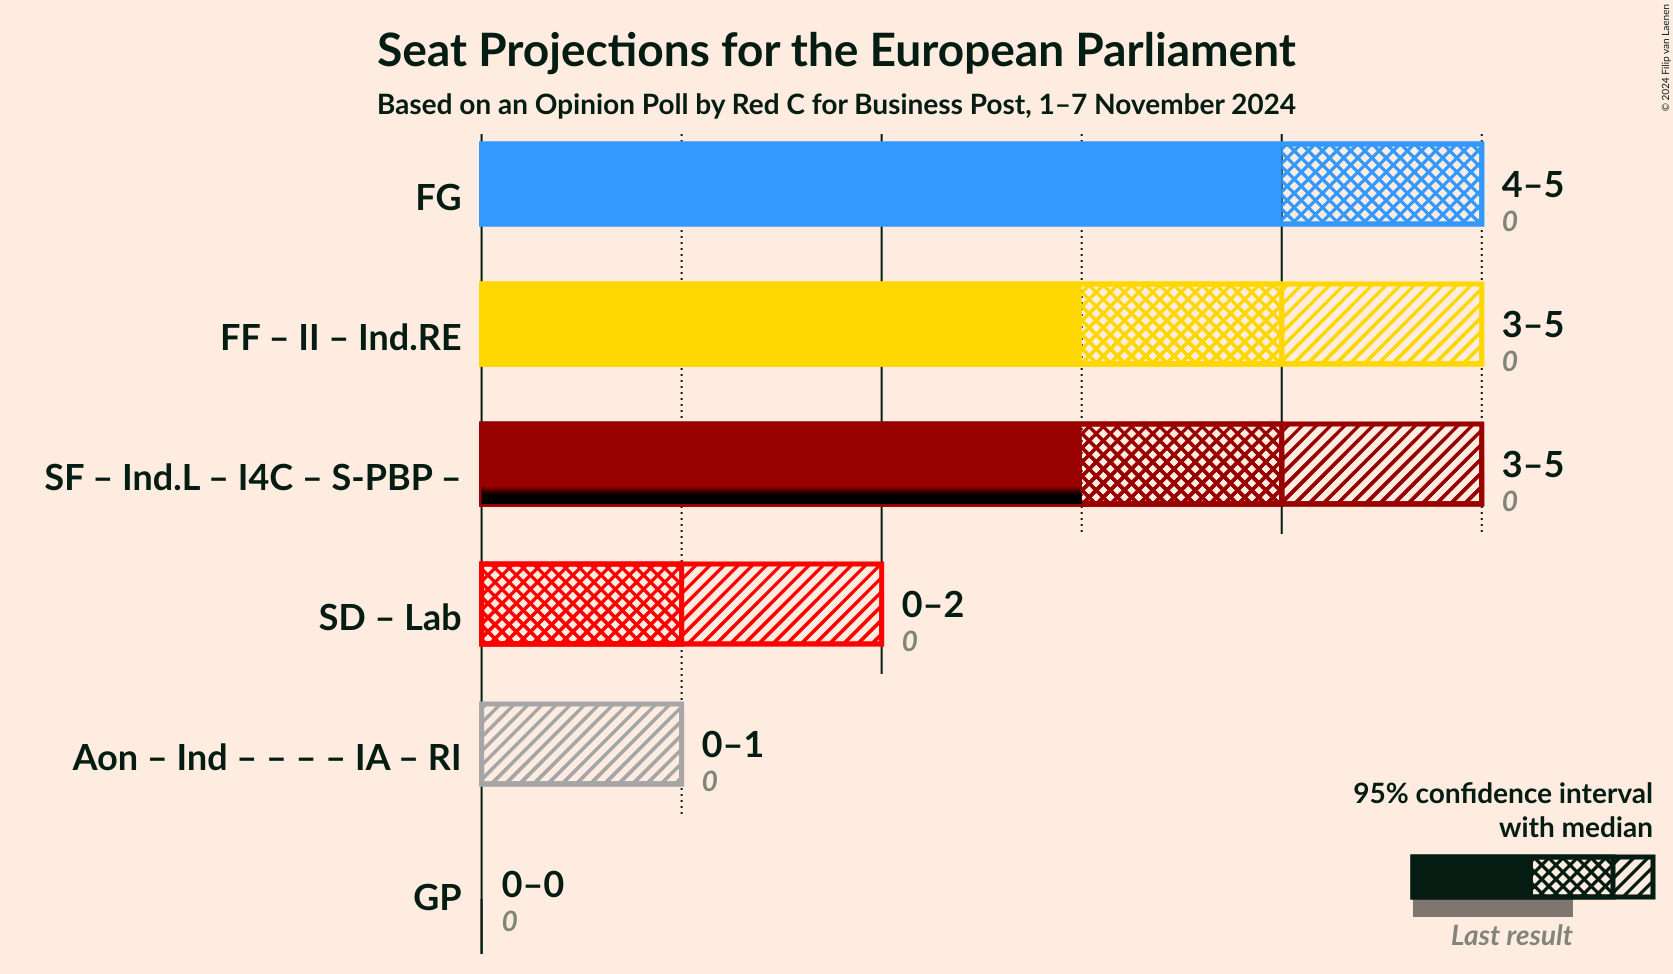 Seat Projections for the European Parliament
Based on an Opinion Poll by Red C for Business Post, 1–7 November 2024
© 2024 Filip van Laenen
FG
4–5
0
FF – II – Ind.RE
3–5
0
SF – Ind.L – I4C – S-PBP –
3–5
0
SD – Lab
0–2
0
Aon – Ind – – – – IA – RI
0–1
0
GP
0–0
0
95% confidence interval
with median
Last result